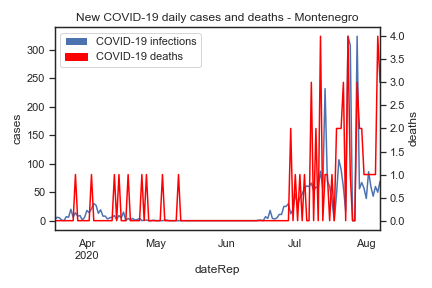 New COVID-19 daily cases and deaths - Montenegro
COVID-19 infections
COVID-19 deaths
300
250
200
150
100
50
0
cases
4.0
3.5
3.0
2.5
2.0
1.5
1.0
0.5
0.0
deaths
Apr
2020
May
Jun
Jul
Aug
dateRep